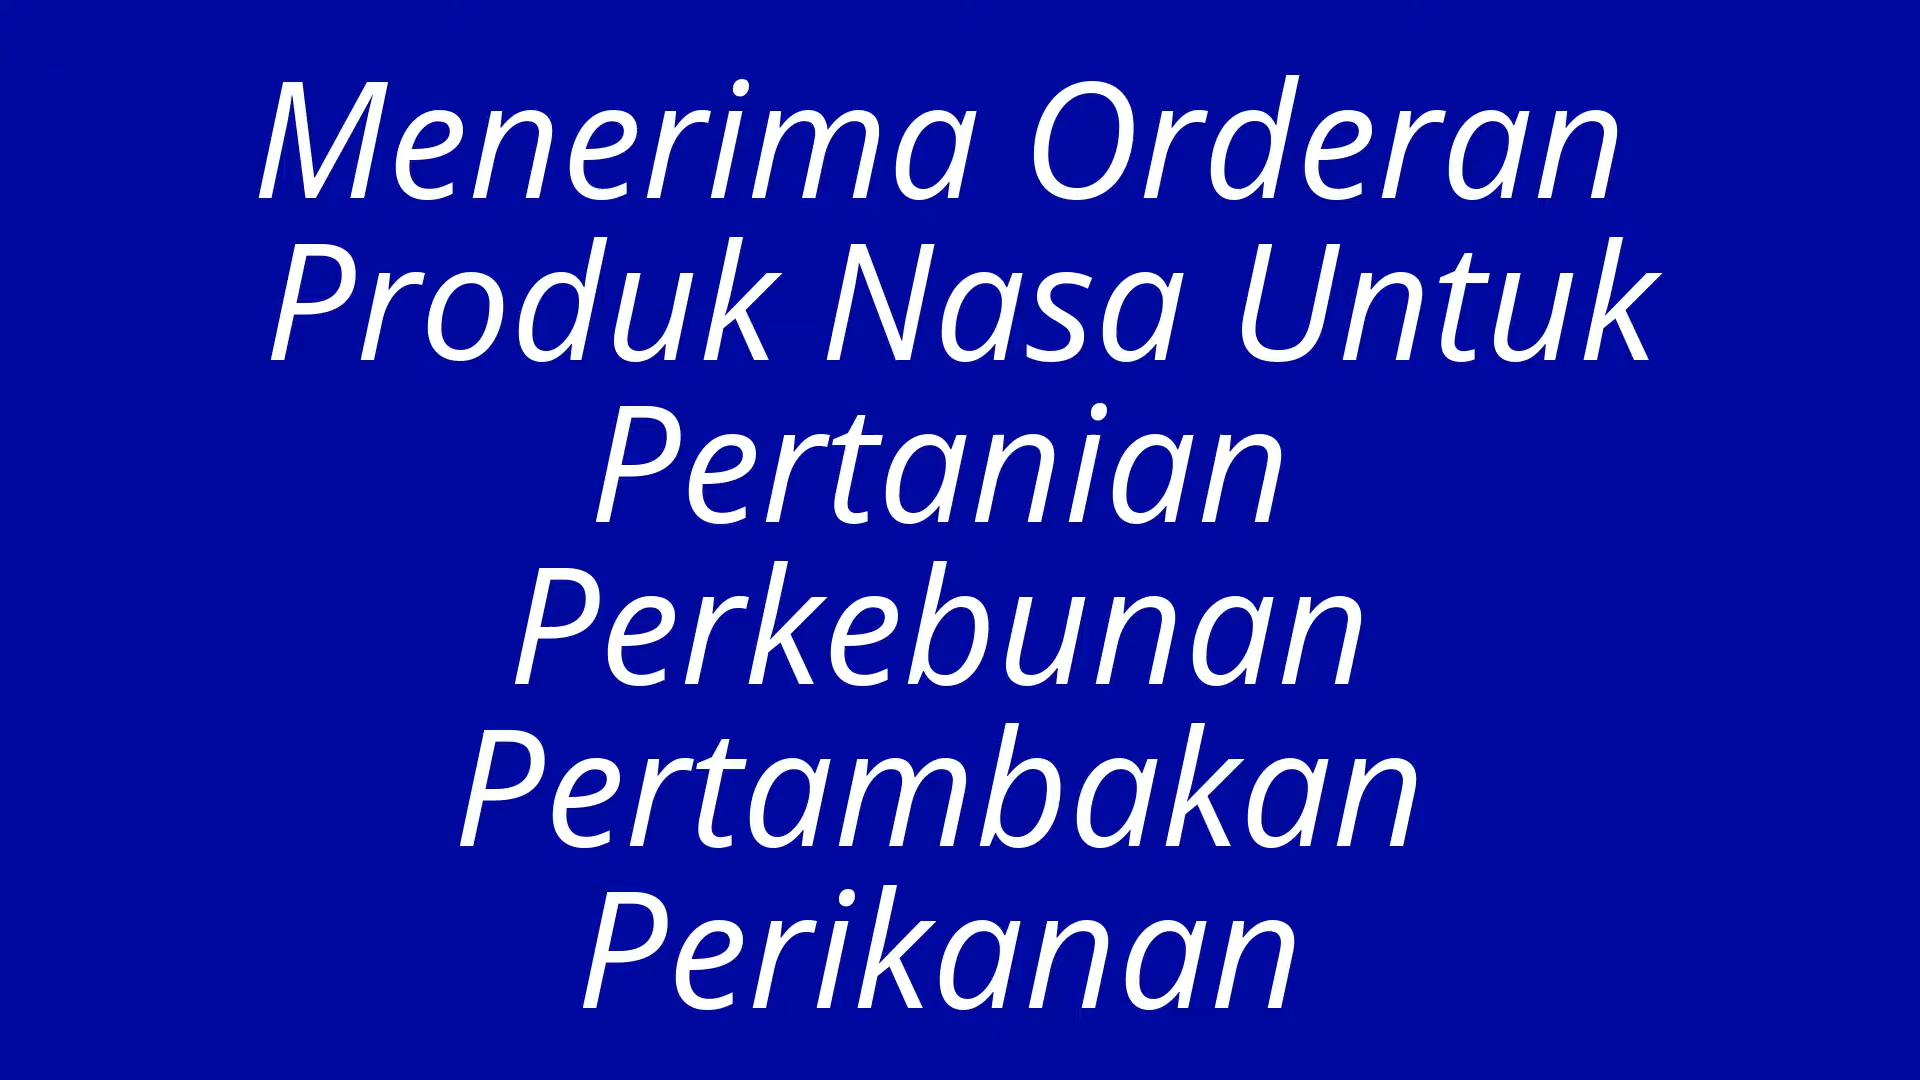 Menerima Orderan
Produk Nasa Untuk
Pertanian
Perkebunan
Pertambakan
Perikanan